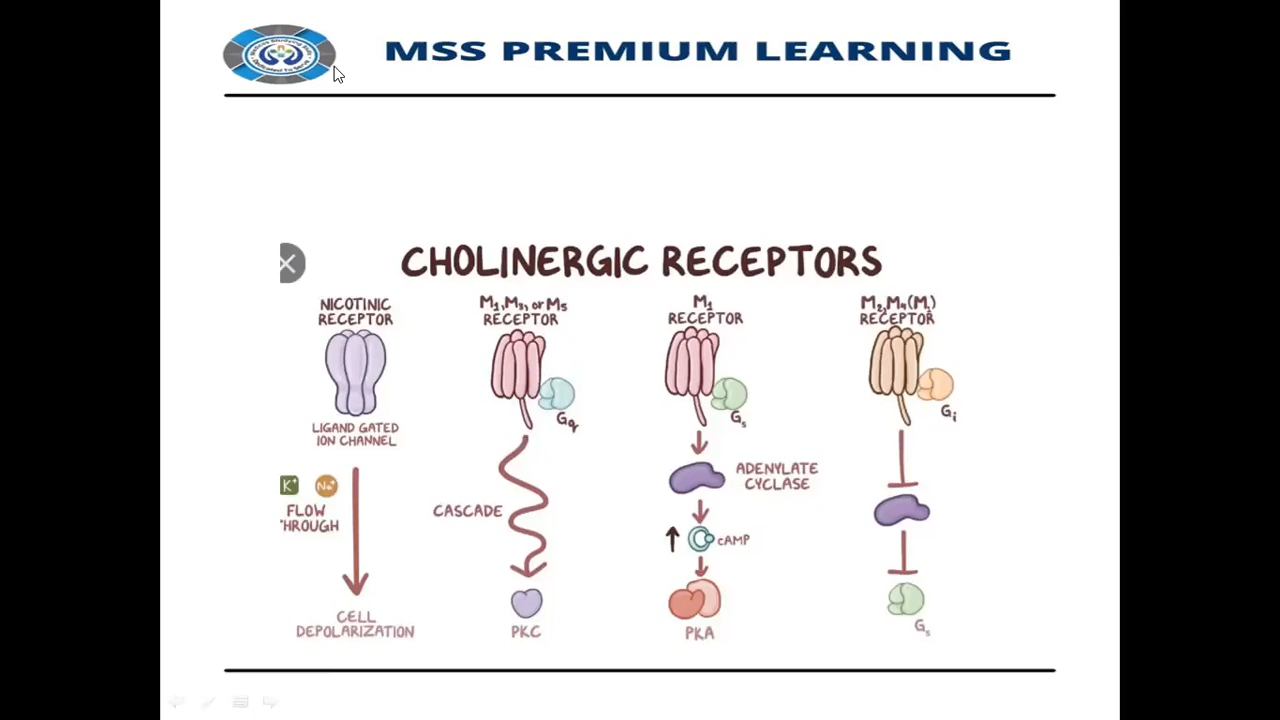 MSS PREMIUM LEARNING
CHOLINERGIC RECEPTORS
NICOTINIC
RECEPTOR
LIGAND GATED
ION CHANNEL
K+
Na+
FLOW
THROUGH
CELL
DEPOLARIZATION
M1, M3, or M5
RECEPTOR
Gq
CASCADE
PKC
M1
RECEPTOR
Gs
ADENYLATE
CYCLASE
cAMP
PKA
M2, M4 (M1)
RECEPTOR
Gi
Gs